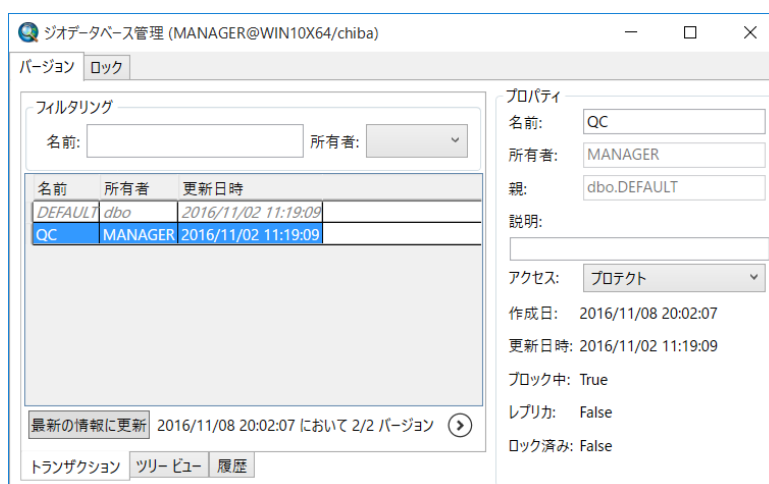 ジオデータベース管理 (MANAGER@WIN10X64/chiba)
バージョン ロック
フィルタリング
名前: 所有者:
名前 所有者 更新日時
DEFAULT dbo 2016/11/02 11:19:09
QC MANAGER 2016/11/02 11:19:09
最新の情報に更新 2016/11/08 20:02:07 において 2/2 バージョン
トランザクション ツリー ビュー 履歴
プロパティ
名前: QC
所有者: MANAGER
親: dbo.DEFAULT
説明:
アクセス: プロテクト
作成日: 2016/11/08 20:02:07
更新日時: 2016/11/02 11:19:09
ブロック中: True
レプリカ: False
ロック済み: False